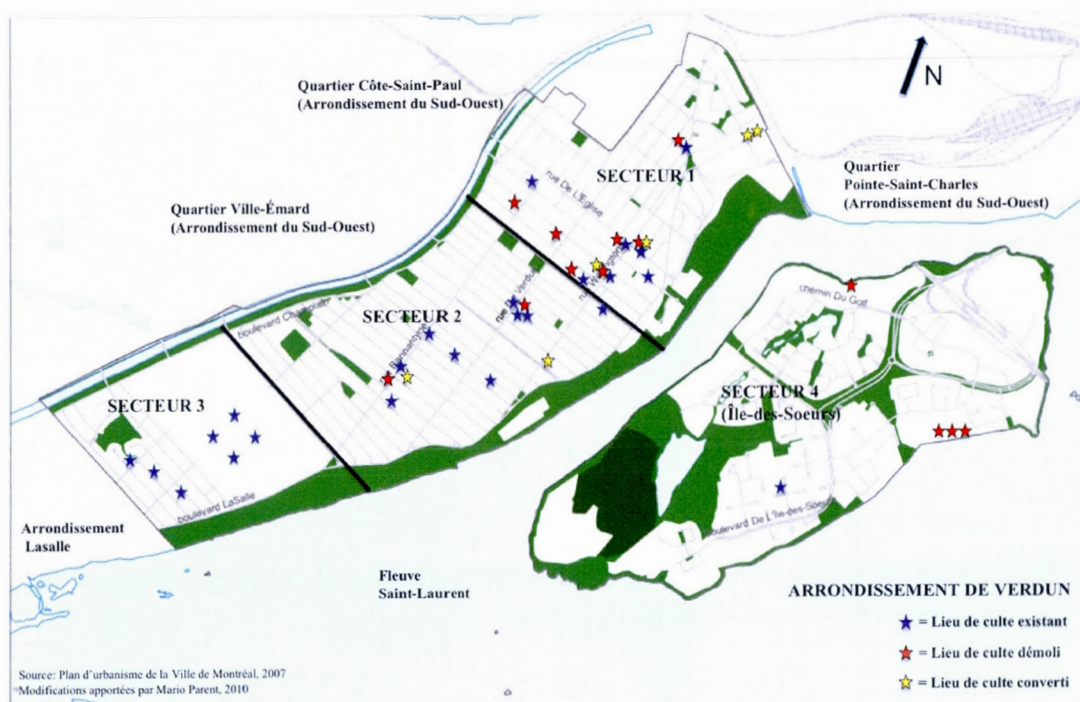 Quartier Côte-Saint-Paul
(Arrondissement du Sud-Ouest)
N
Quartier
Pointe-Saint-Charles
(Arrondissement du Sud-Ouest)
SECTEUR 1
rue De L'Eglise
Quartier Ville-Émard
(Arrondissement du Sud-Ouest)
rue Wellington
rue De Verdun
chemin Du Golf
boulevard Champlain
SECTEUR 2
Bannantyne
SECTEUR 4
(Île-des-Soeurs)
SECTEUR 3
boulevard LaSalle
boulevard De L'Île-des-Soeurs
Arrondissement
Lasalle
Fleuve
Saint-Laurent
ARRONDISSEMENT DE VERDUN
= Lieu de culte existant
= Lieu de culte démoli
= Lieu de culte converti
Source: Plan d'urbanisme de la Ville de Montréal, 2007
Modifications apportées par Mario Parent, 2010